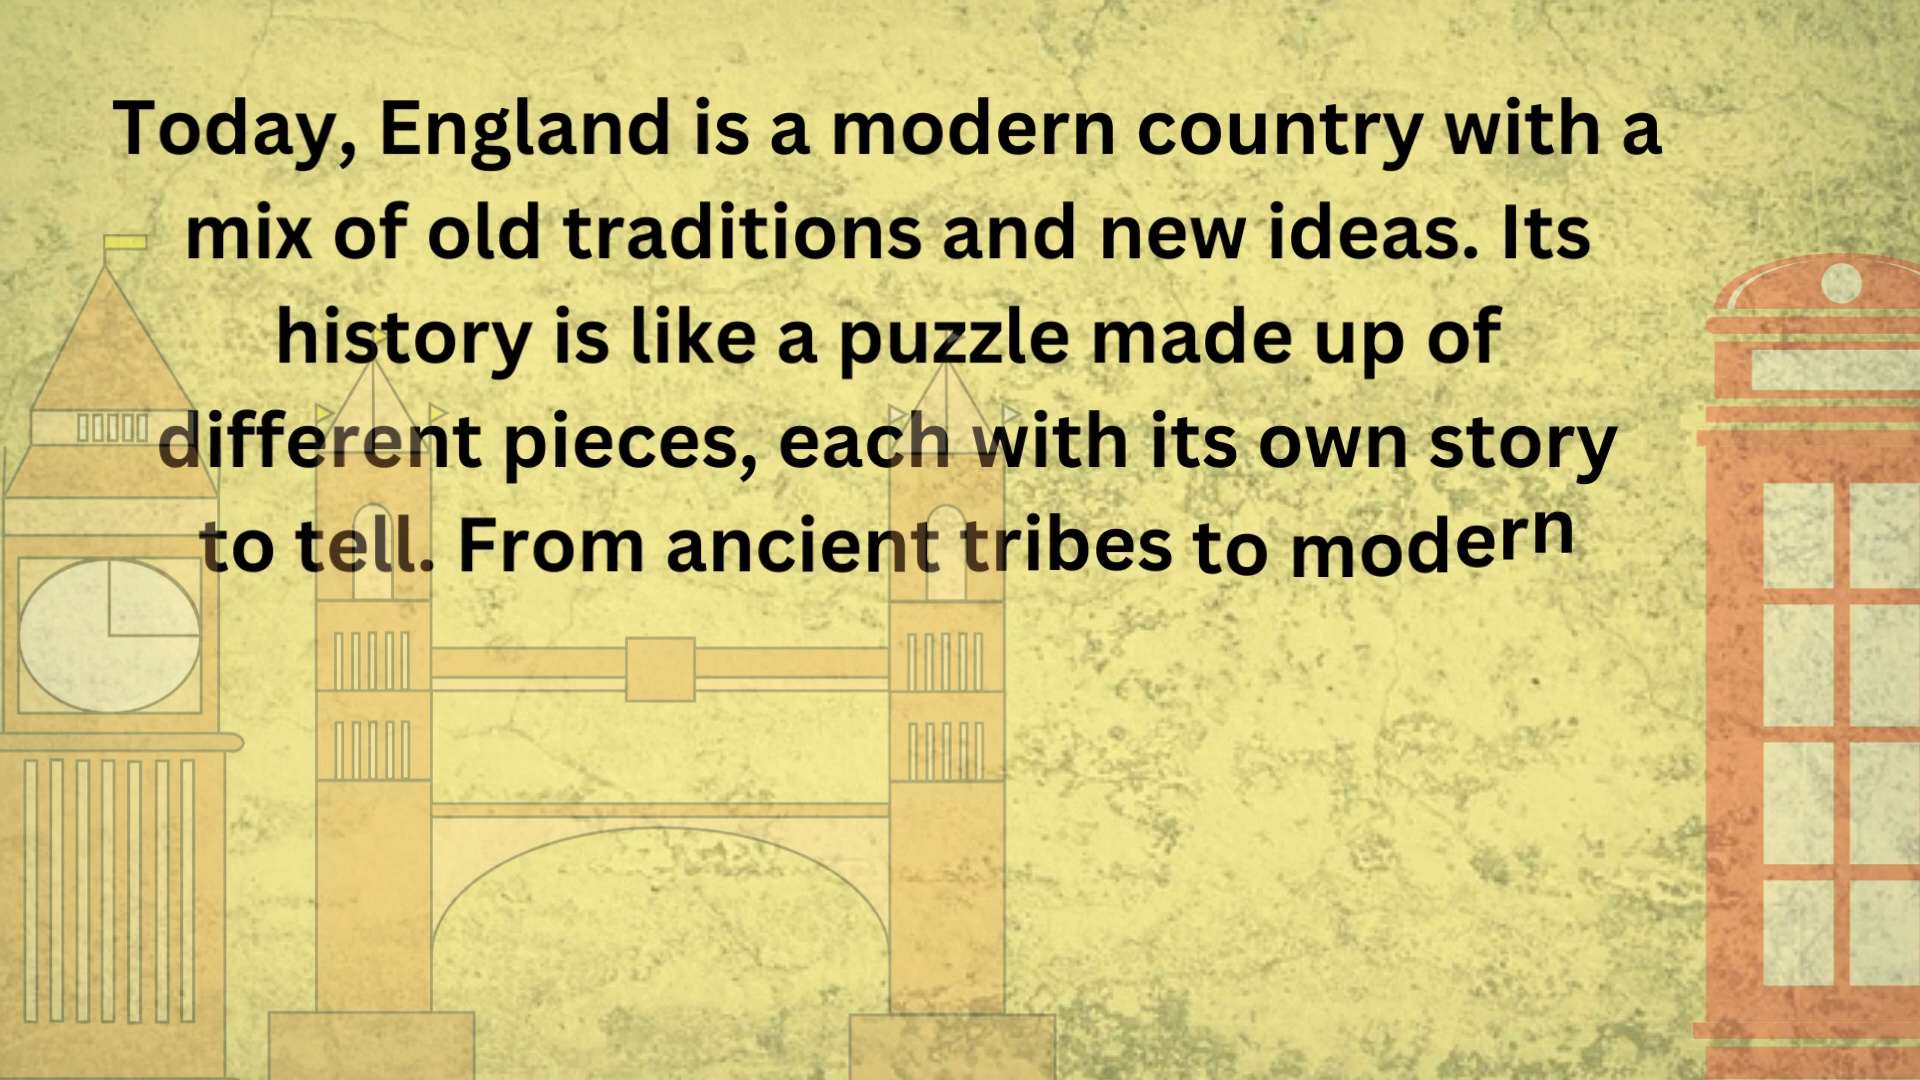 Today, England is a modern country with a
mix of old traditions and new ideas. Its
history is like a puzzle made up of
different pieces, each with its own story
to tell. From ancient tribes to modern